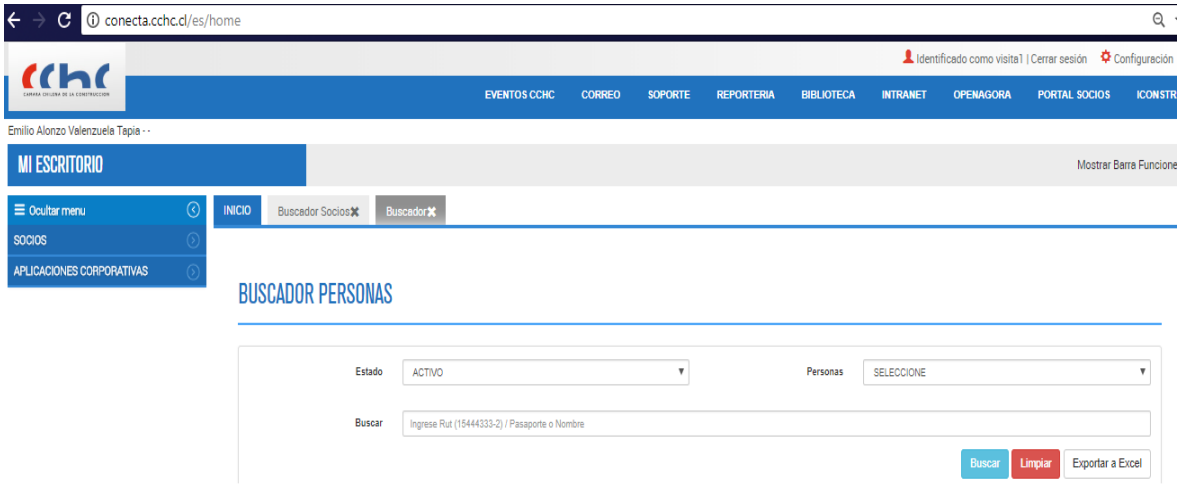 conecta.cchc.cl/es/home
Identificado como visita1 | Cerrar sesión Configuración
cchc
CAMARA CHILENA DE LA CONSTRUCCION
EVENTOS CCHC CORREO SOPORTE REPORTERIA BIBLIOTECA INTRANET OPENAGORA PORTAL SOCIOS ICONSTR
Emilio Alonzo Valenzuela Tapia - -
MI ESCRITORIO
Mostrar Barra Funcione
Ocultar menu
INICIO Buscador Socios Buscador
SOCIOS
APLICACIONES CORPORATIVAS
BUSCADOR PERSONAS
Estado ACTIVO Personas SELECCIONE
Buscar Ingrese Rut (15444333-2) / Pasaporte o Nombre
Buscar Limpiar Exportar a Excel